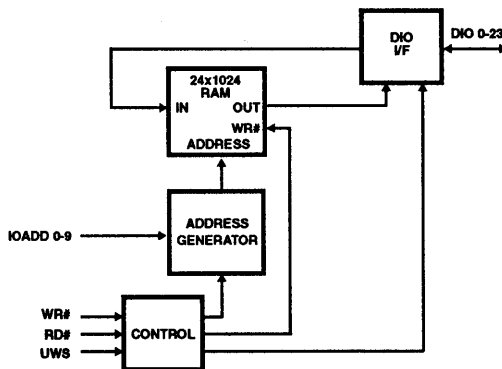 DIO
I/F
DIO 0-23
24x1024
RAM
IN
OUT
WR#
ADDRESS
IOADD 0-9
ADDRESS
GENERATOR
WR#
RD#
UWS
CONTROL